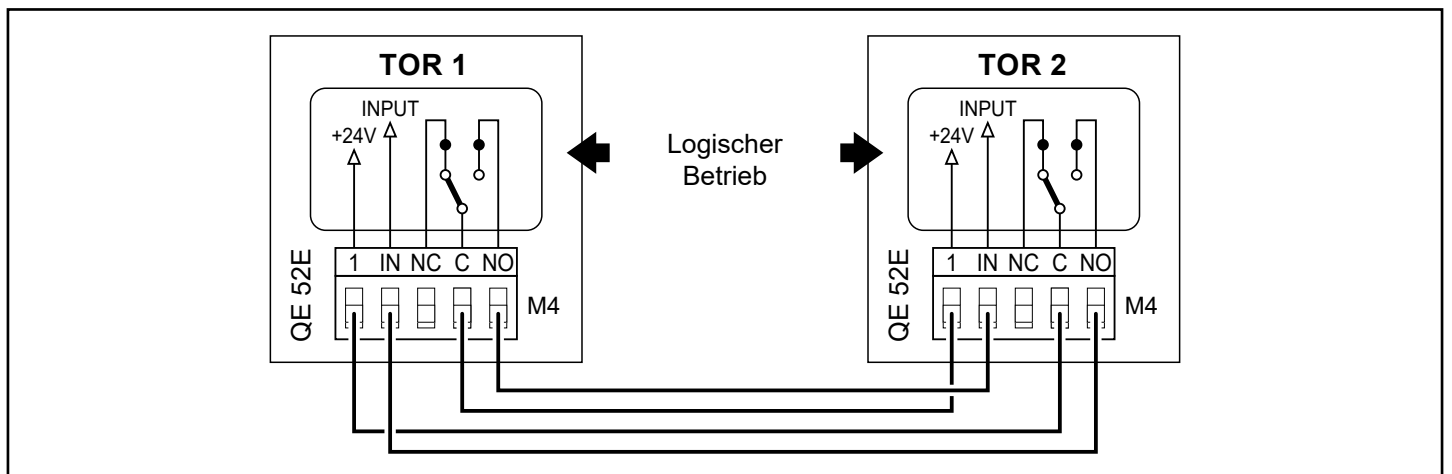 TOR 1
INPUT
+24V
1 IN NC C NO
QE 52E
M4
Logischer
Betrieb
TOR 2
INPUT
+24V
1 IN NC C NO
QE 52E
M4